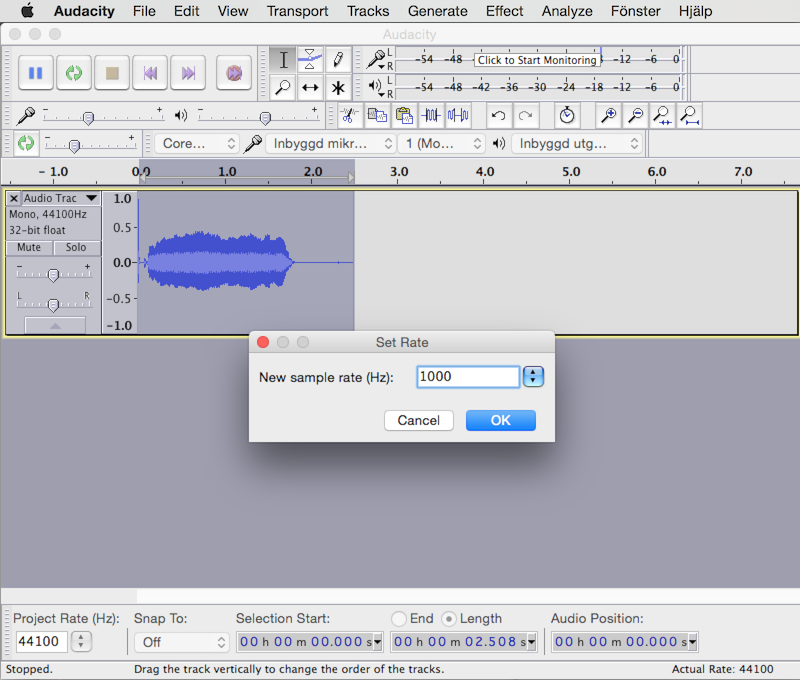 Audacity File Edit View Transport Tracks Generate Effect Analyze Fönster Hjälp
Audacity
L
R
-54 -48 Click to Start Monitoring -12 -6 0
L
R
-54 -48 -42 -36 -30 -24 -18 -12 -6 0
- +
- +
- +
Core... Inbyggd mikr... 1 (Mo... Inbyggd utg...
-1.0 0.0 1.0 2.0 3.0 4.0 5.0 6.0 7.0
Audio Trac
Mono, 44100Hz
32-bit float
Mute Solo
- +
L R
1.0
0.5-
0.0-
-0.5-
-1.0
Set Rate
New sample rate (Hz): 1000
Cancel OK
Project Rate (Hz): Snap To: Selection Start: End Length Audio Position:
44100 Off 00 h 00 m 00.000 s 00 h 00 m 02.508 s 00 h 00 m 00.000 s
Stopped. Drag the track vertically to change the order of the tracks. Actual Rate: 44100